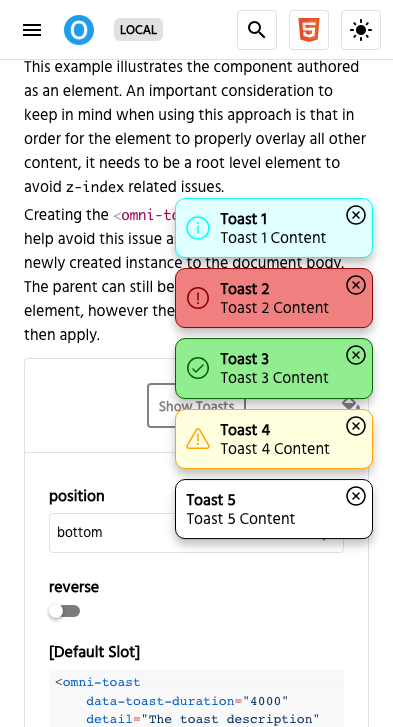 LOCAL
This example illustrates the component authored
as an element. An important consideration to
keep in mind when using this approach is that in
order for the element to properly overlay all other
content, it needs to be a root level element to
avoid z-index related issues.
Creating the <omni-to
help avoid this issue as
newly created instance to the document body.
The parent can still be
element, however the
then apply.
Toast 1
Toast 1 Content
Toast 2
Toast 2 Content
Toast 3
Toast 3 Content
Toast 4
Toast 4 Content
Toast 5
Toast 5 Content
Show Toasts
position
bottom
reverse
[Default Slot]
<omni-toast
data-toast-duration="4000"
detail="The toast description"